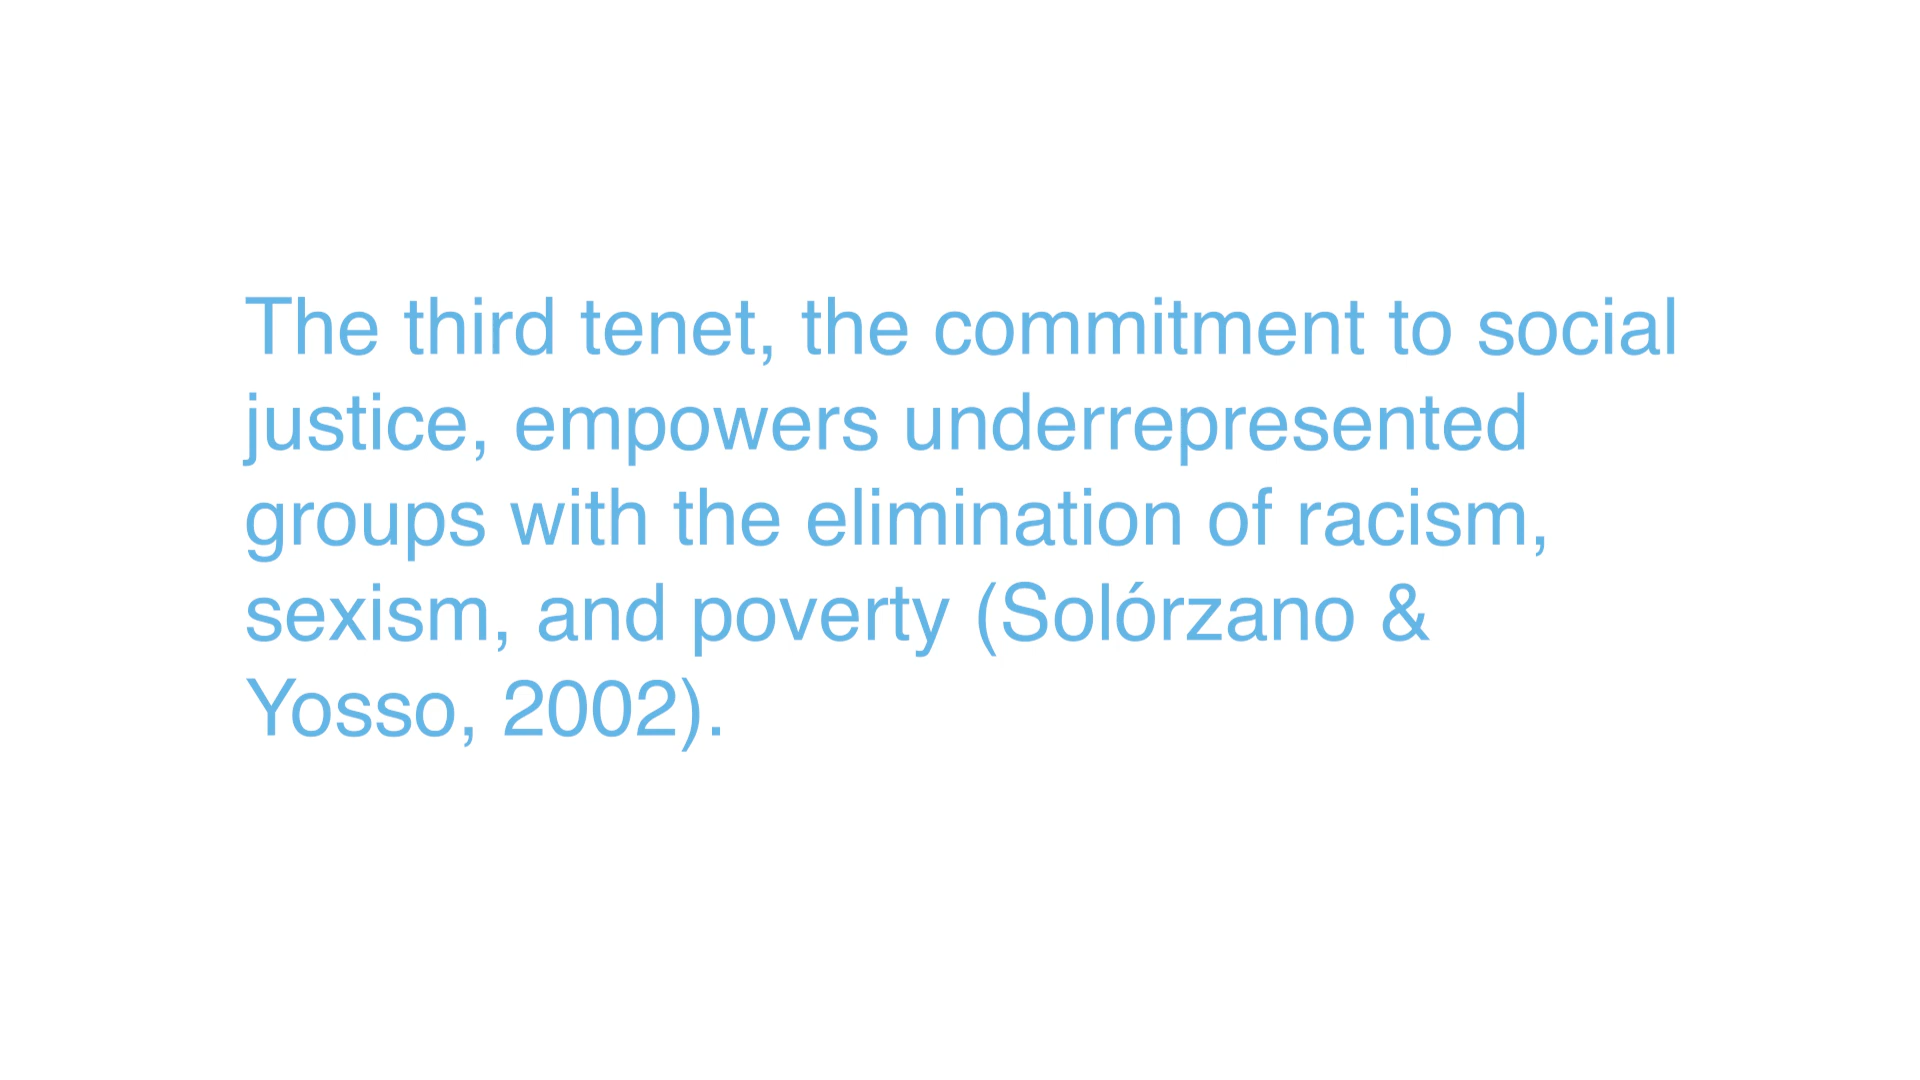 The third tenet, the commitment to social
justice, empowers underrepresented
groups with the elimination of racism,
sexism, and poverty (Solórzano &
Yosso, 2002).